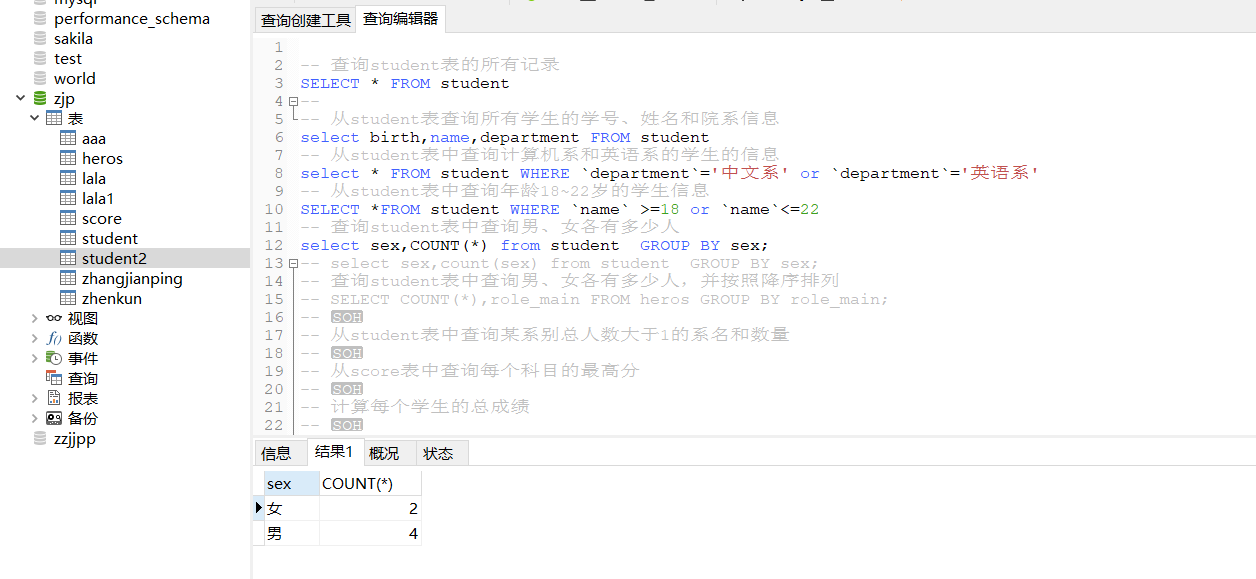 mysql
performance_schema
sakila
test
world
zjp
表
aaa
heros
lala
lala1
score
student
student2
zhangjianping
zhenkun
视图
函数
事件
查询
报表
备份
zzjjpp
查询创建工具 查询编辑器
1
2 -- 查询student表的所有记录
3 SELECT * FROM student
4 --
5 -- 从student表查询所有学生的学号、姓名和院系信息
6 select birth,name,department FROM student
7 -- 从student表中查询计算机系和英语系的学生的信息
8 select * FROM student WHERE `department`='中文系' or `department`='英语系'
9 -- 从student表中查询年龄18~22岁的学生信息
10 SELECT *FROM student WHERE `name` >=18 or `name`<=22
11 -- 查询student表中查询男、女各有多少人
12 select sex,COUNT(*) from student  GROUP BY sex;
13 -- select sex,count(sex) from student  GROUP BY sex;
14 -- 查询student表中查询男、女各有多少人，并按照降序排列
15 -- SELECT COUNT(*),role_main FROM heros GROUP BY role_main;
16 -- SOH
17 -- 从student表中查询某系别总人数大于1的系名和数量
18 -- SOH
19 -- 从score表中查询每个科目的最高分
20 -- SOH
21 -- 计算每个学生的总成绩
22 -- SOH
信息 结果1 概况 状态
sex COUNT(*)
女 2
男 4